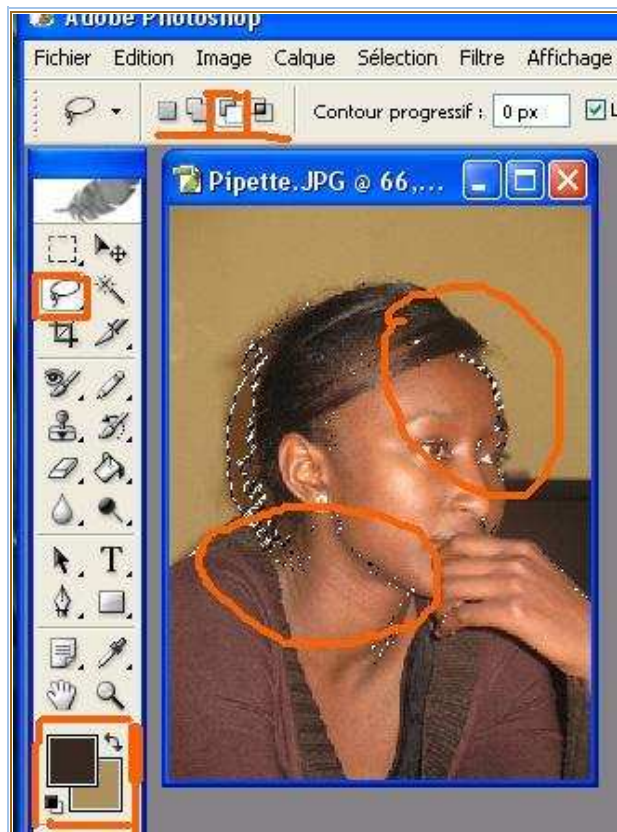 Adobe Photoshop
Fichier Edition Image Calque Sélection Filtre Affichage
Contour progressif : 0 px L
Pipette.JPG @ 66,...
T